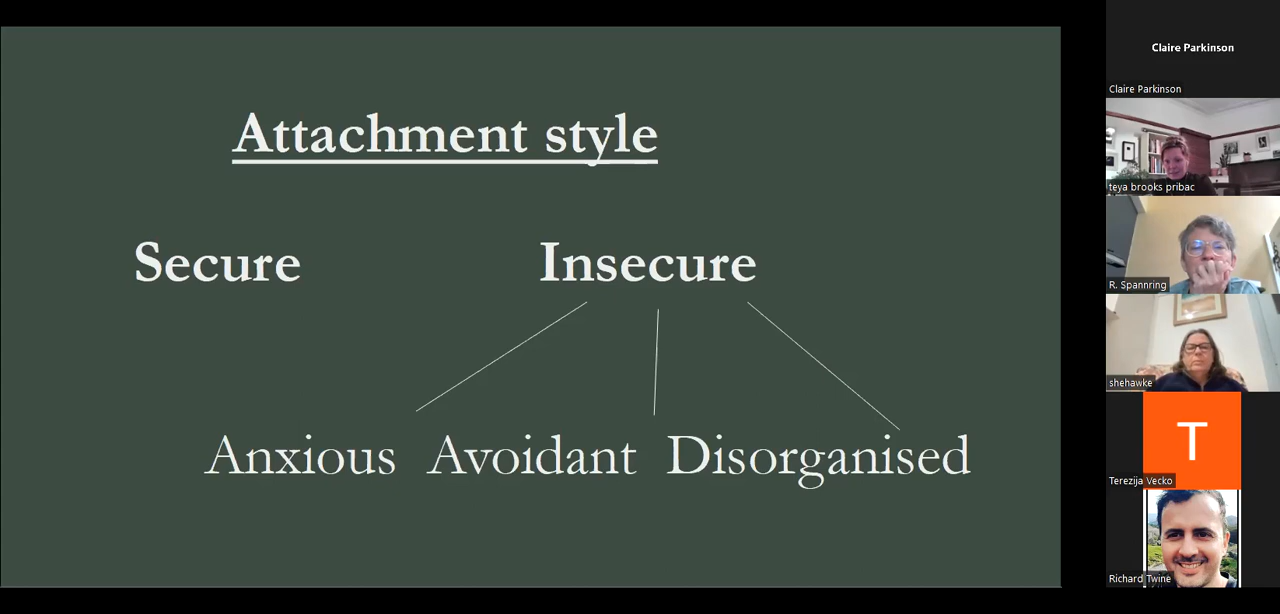 Attachment style
Secure Insecure
Anxious Avoidant Disorganised
Claire Parkinson
Claire Parkinson
teya brooks pribac
R. Spannring
shehawke
T
Terezija Vecko
Richard Twine